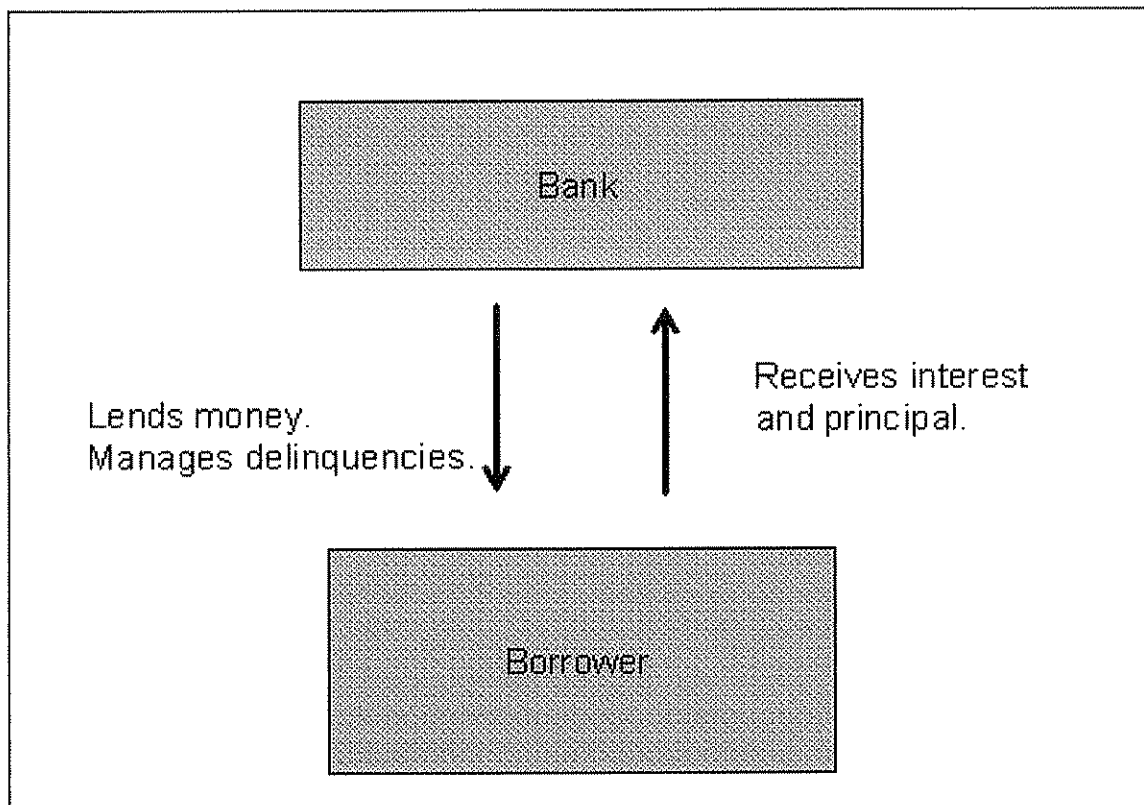 Bank
Lends money.
Manages delinquencies.
Receives interest
and principal.
Borrower